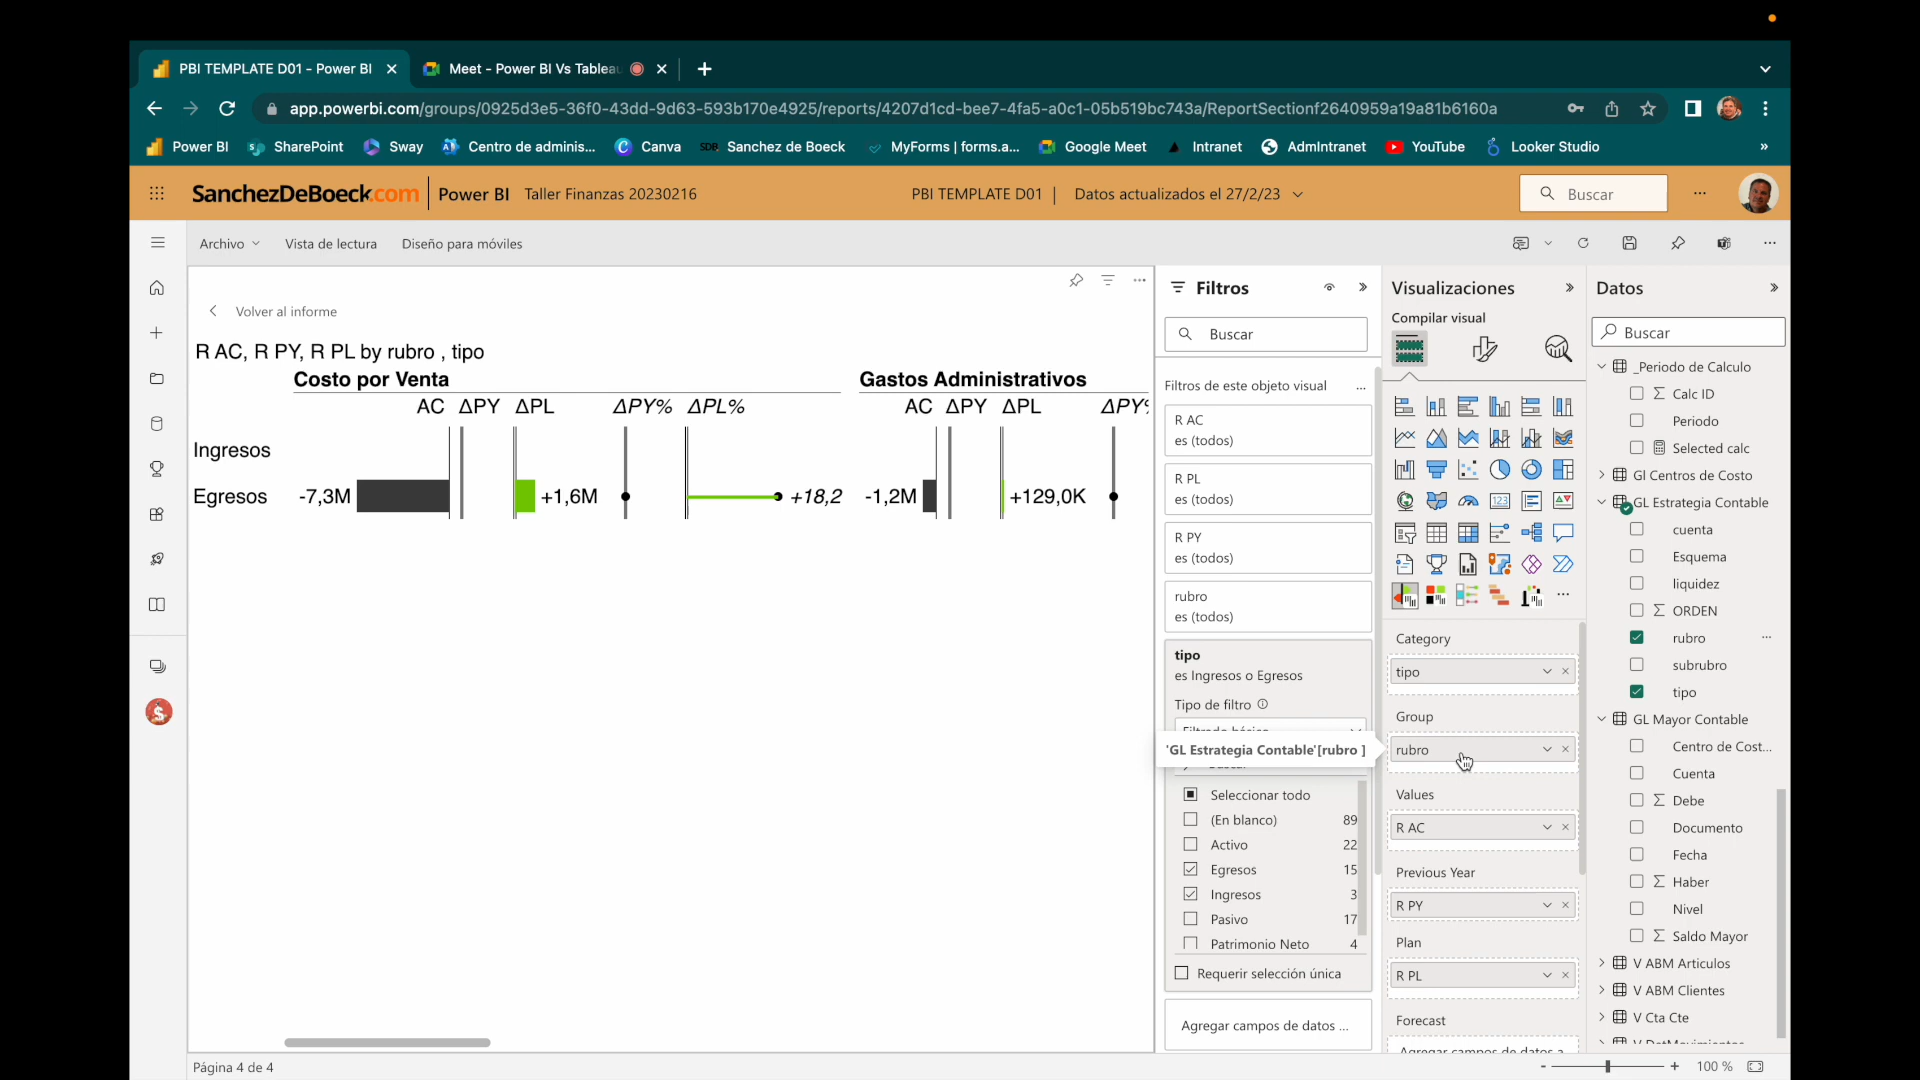 PBI TEMPLATE D01 - Power BI
Meet - Power BI Vs Tableau
app.powerbi.com/groups/0925d3e5-36f0-43dd-9d63-593b170e4925/reports/4207d1cd-bee7-4fa5-a0c1-05b519bc743a/ReportSectionf2640959a19a81b6160a
Power BI SharePoint Sway Centro de adminis... Canva SDB Sanchez de Boeck MyForms | forms.a... Google Meet Intranet AdmIntranet YouTube Looker Studio »
SanchezDeBoeck.com Power BI Taller Finanzas 20230216 PBI TEMPLATE D01 | Datos actualizados el 27/2/23 Buscar
Archivo Vista de lectura Diseño para móviles
Volver al informe
R AC, R PY, R PL by rubro , tipo
Costo por Venta Gastos Administrativos
AC ΔPY ΔPL ΔPY% ΔPL% AC ΔPY ΔPL
Ingresos
Egresos -7,3M +1,6M +18,2 -1,2M +129,0K
Página 4 de 4
Filtros
Buscar
Filtros de este objeto visual ...
R AC
es (todos)
R PL
es (todos)
R PY
es (todos)
rubro
es (todos)
tipo
es Ingresos o Egresos
Tipo de filtro
'GL Estrategia Contable'[rubro ]
Seleccionar todo
(En blanco) 89
Activo 22
Egresos 15
Ingresos 3
Pasivo 17
Patrimonio Neto 4
Requerir selección única
Agregar campos de datos ...
Visualizaciones
Compilar visual
Category
tipo
Group
rubro
Values
R AC
Previous Year
R PY
Plan
R PL
Forecast
Datos
Buscar
_Periodo de Calculo
Calc ID
Periodo
Selected calc
Gl Centros de Costo
GL Estrategia Contable
cuenta
Esquema
liquidez
ORDEN
rubro
subrubro
tipo
GL Mayor Contable
Centro de Cost...
Cuenta
Debe
Documento
Fecha
Haber
Nivel
Saldo Mayor
V ABM Articulos
V ABM Clientes
V Cta Cte
- + 100 %